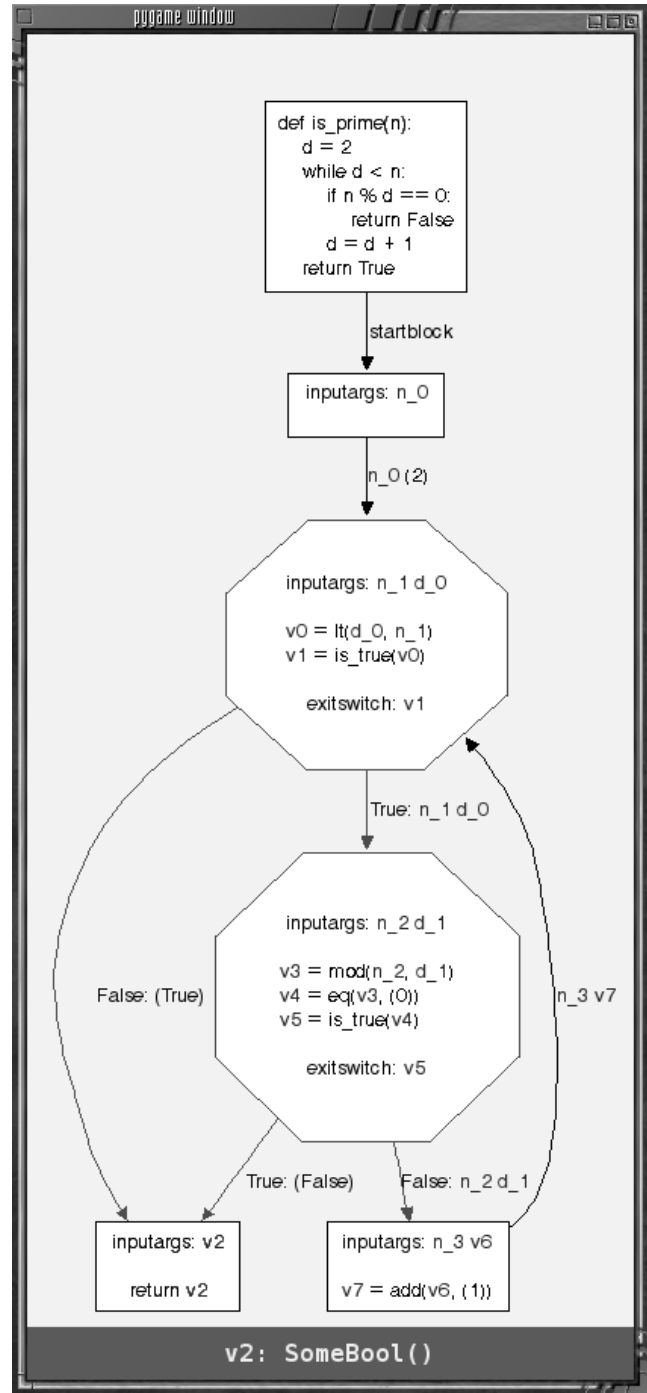 pygame window
def is_prime(n):
d = 2
while d < n:
if n % d == 0:
return False
d = d + 1
return True
startblock
inputargs: n_0
n_0 (2)
inputargs: n_1 d_0
v0 = lt(d_0, n_1)
v1 = is_true(v0)
exitswitch: v1
True: n_1 d_0
inputargs: n_2 d_1
v3 = mod(n_2, d_1)
v4 = eq(v3, (0))
v5 = is_true(v4)
exitswitch: v5
False: (True)
n_3 v7
True: (False)
False: n_2 d_1
inputargs: v2
return v2
inputargs: n_3 v6
v7 = add(v6, (1))
v2: SomeBool()